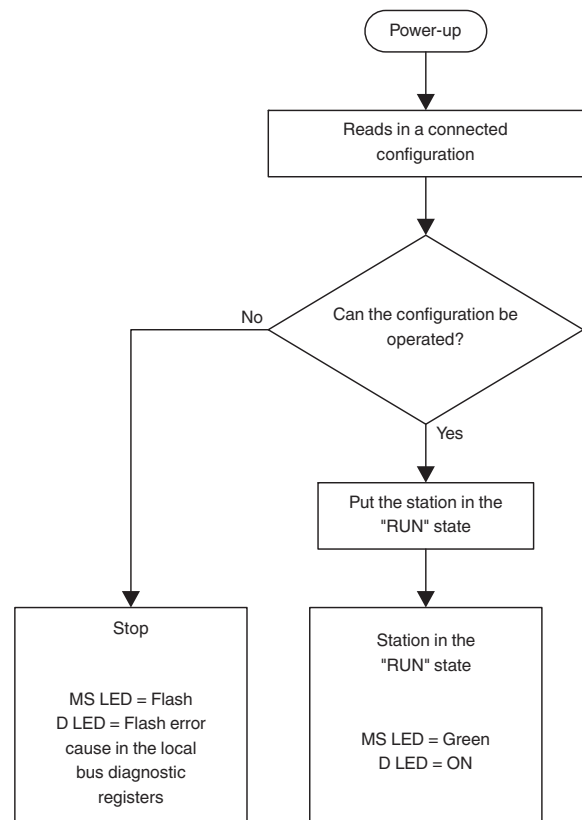 Power-up
Reads in a connected
configuration
Can the configuration be
operated?
No
Yes
Put the station in the
"RUN" state
Stop
MS LED = Flash
D LED = Flash error
cause in the local
bus diagnostic
registers
Station in the
"RUN" state
MS LED = Green
D LED = ON